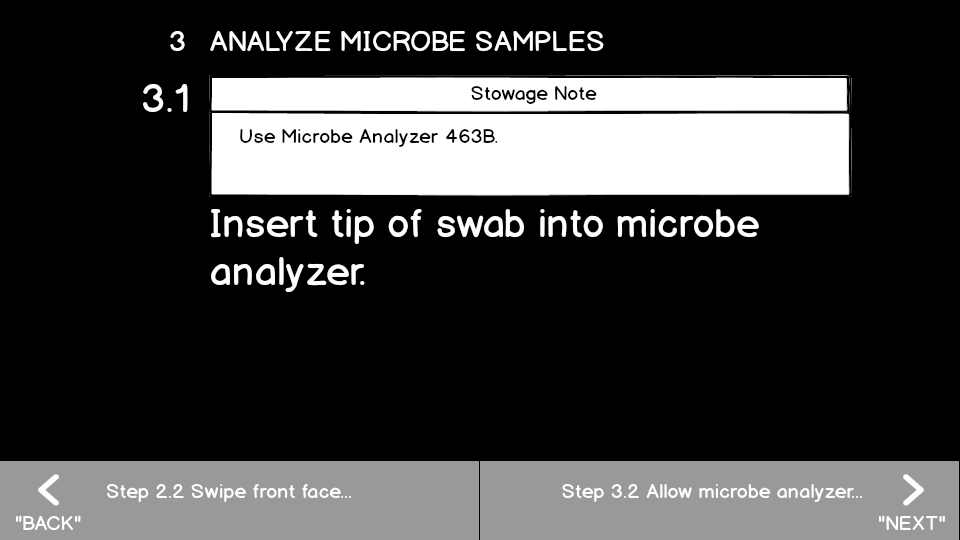 3 ANALYZE MICROBE SAMPLES
3.1
Stowage Note
Use Microbe Analyzer 463B.
Insert tip of swab into microbe
analyzer.
Step 2.2 Swipe front face...
"BACK"
Step 3.2 Allow microbe analyzer...
"NEXT"